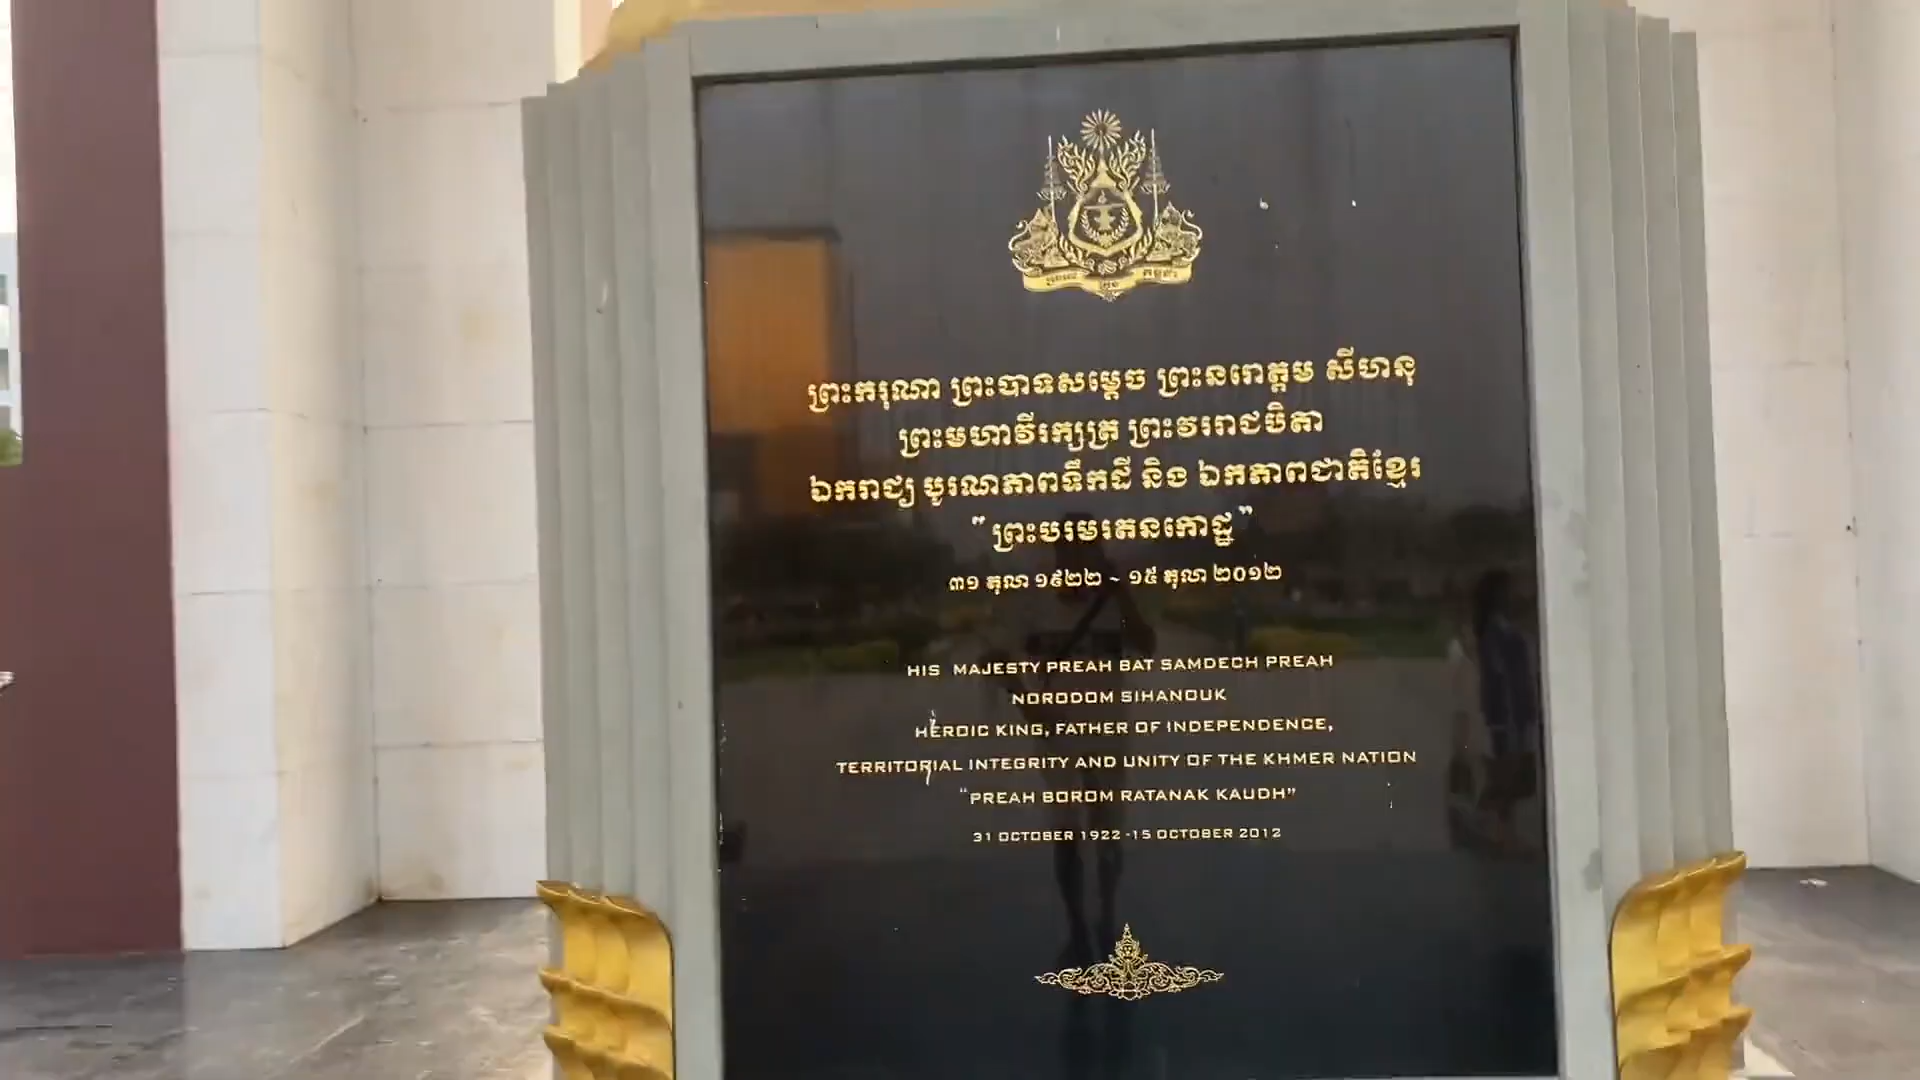 ព្រះករុណា ព្រះបាទសម្តេច ព្រះនរោត្តម សីហនុ
ព្រះមហាវីរក្សត្រ ព្រះវររាជបិតា
ឯករាជ្យ បូរណភាពទឹកដី និង ឯកភាពជាតិខ្មែរ
"ព្រះបរមរតនកោដ្ឋ"
៣១ តុលា ១៩២២ ~ ១៥ តុលា ២០១២
HIS MAJESTY PREAH BAT SAMDECH PREAH
NORODOM SIHANOUK
HEROIC KING, FATHER OF INDEPENDENCE,
TERRITORIAL INTEGRITY AND UNITY OF THE KHMER NATION
"PREAH BOROM RATANAK KAUDH"
31 OCTOBER 1922 -15 OCTOBER 2012